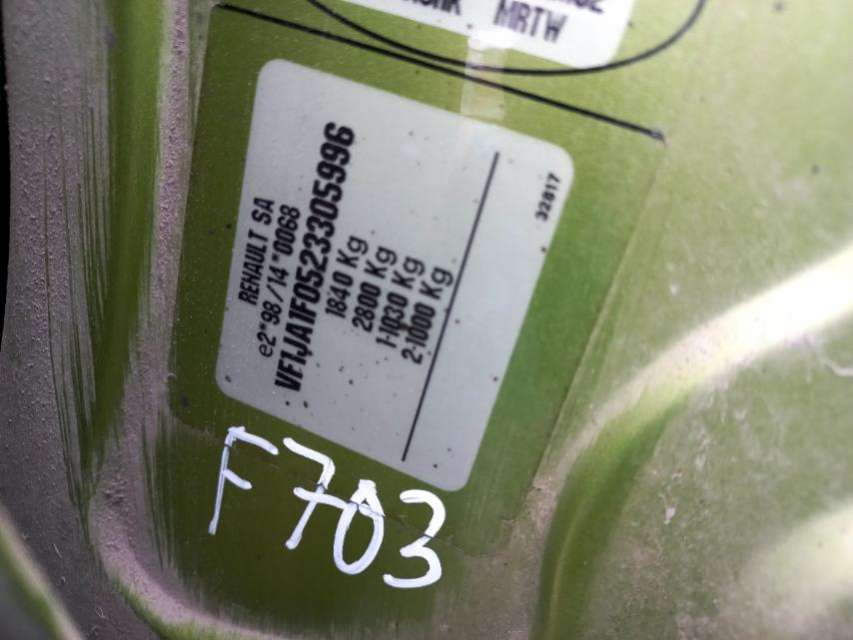 MRTW
RENAULT SA
e2*98/14*0068
VF1JA1F0523305996
1840 Kg
2800 Kg
1-1030 Kg
2-1000 Kg
32817
F703